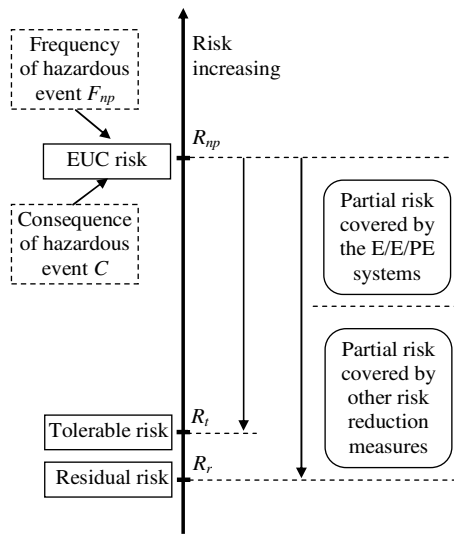 Frequency
of hazardous
event F_np
Risk
increasing
EUC risk
R_np
Consequence
of hazardous
event C
Partial risk
covered by
the E/E/PE
systems
Partial risk
covered by
other risk
reduction
measures
Tolerable risk
R_t
Residual risk
R_r